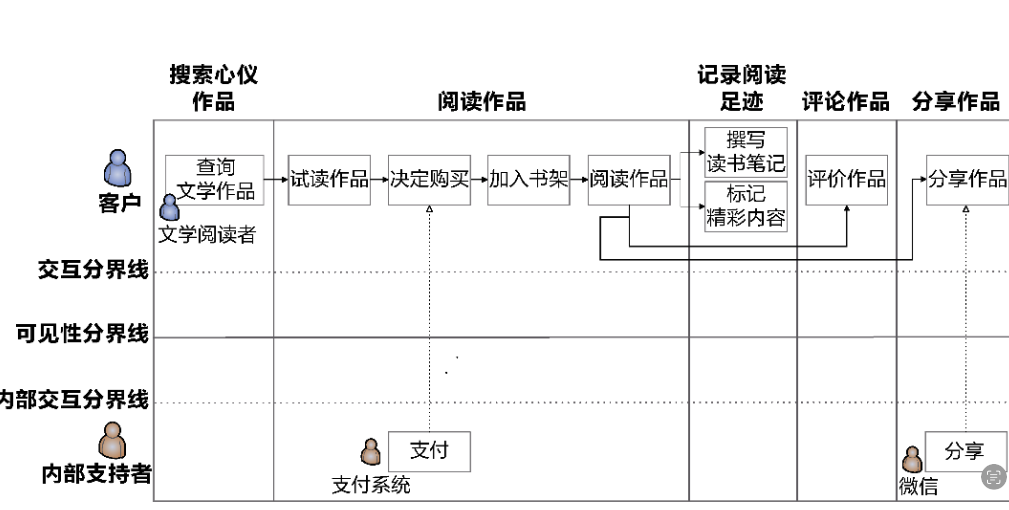 搜索心仪
作品
阅读作品
记录阅读
足迹
评论作品
分享作品
客户
查询
文学作品
文学阅读者
试读作品
决定购买
加入书架
阅读作品
撰写
读书笔记
标记
精彩内容
评价作品
分享作品
交互分界线
可见性分界线
内部交互分界线
内部支持者
支付
支付系统
分享
微信